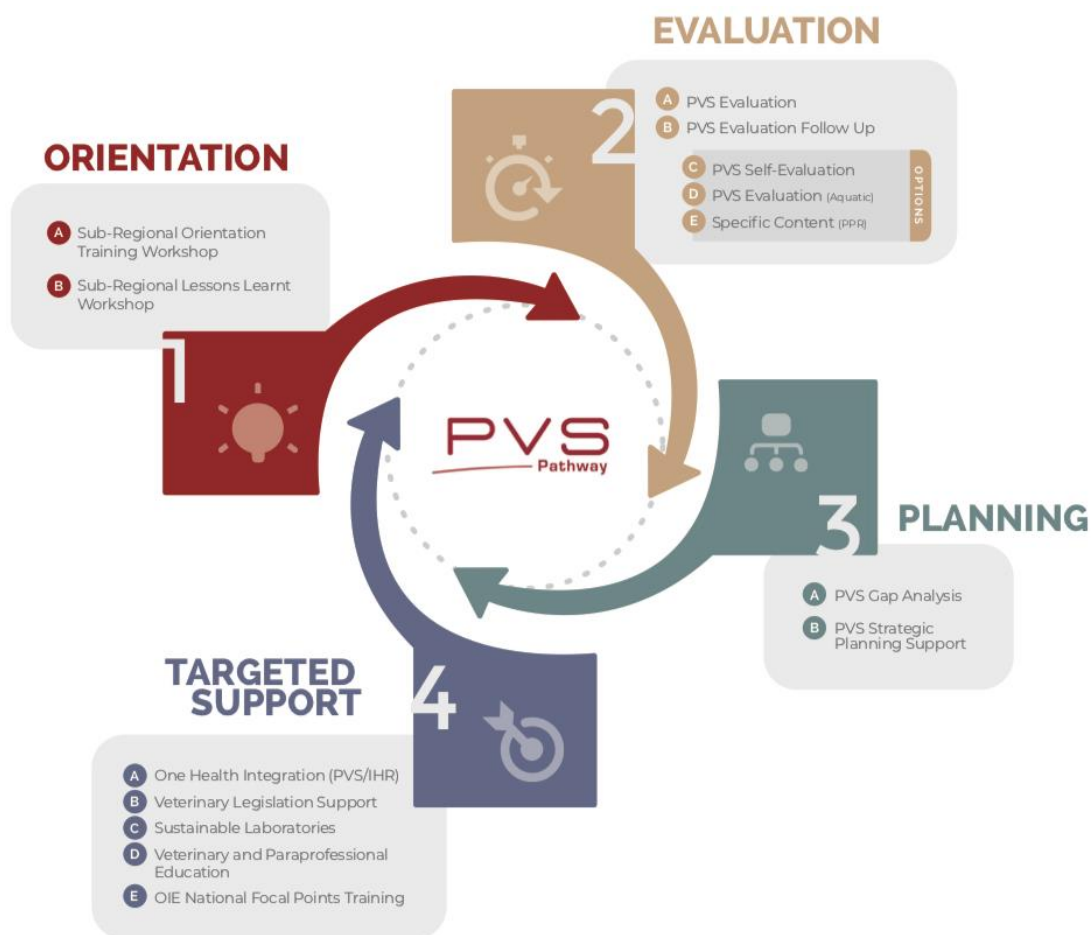 ORIENTATION
1
A Sub-Regional Orientation
Training Workshop
B Sub-Regional Lessons Learnt
Workshop
EVALUATION
2
A PVS Evaluation
B PVS Evaluation Follow Up
C PVS Self-Evaluation
D PVS Evaluation (Aquatic)
E Specific Content (PPR)
OPTIONS
PVS
Pathway
PLANNING
3
A PVS Gap Analysis
B PVS Strategic
Planning Support
TARGETED
SUPPORT
4
A One Health Integration (PVS/IHR)
B Veterinary Legislation Support
C Sustainable Laboratories
D Veterinary and Paraprofessional
Education
E OIE National Focal Points Training